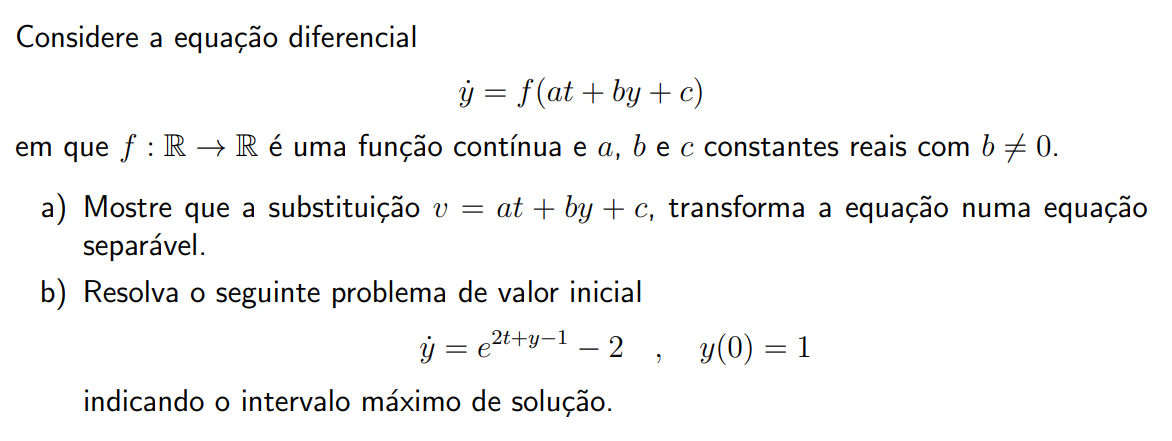 Considere a equação diferencial
ẏ = f(at + by + c)
em que f : ℝ → ℝ é uma função contínua e a, b e c constantes reais com b ≠ 0.
a) Mostre que a substituição v = at + by + c, transforma a equação numa equação
separável.
b) Resolva o seguinte problema de valor inicial
ẏ = e^{2t+y−1} − 2 , y(0) = 1
indicando o intervalo máximo de solução.